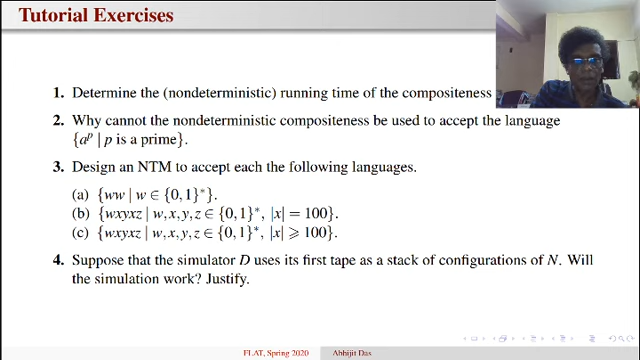 Tutorial Exercises
1. Determine the (nondeterministic) running time of the compositeness
2. Why cannot the nondeterministic compositeness be used to accept the language
{aᵖ | p is a prime}.
3. Design an NTM to accept each the following languages.
(a) {ww | w ∈ {0,1}*}.
(b) {wxyxz | w,x,y,z ∈ {0,1}*, |x| = 100}.
(c) {wxyxz | w,x,y,z ∈ {0,1}*, |x| ⩾ 100}.
4. Suppose that the simulator D uses its first tape as a stack of configurations of N. Will
the simulation work? Justify.
FLAT, Spring 2020 Abhijit Das